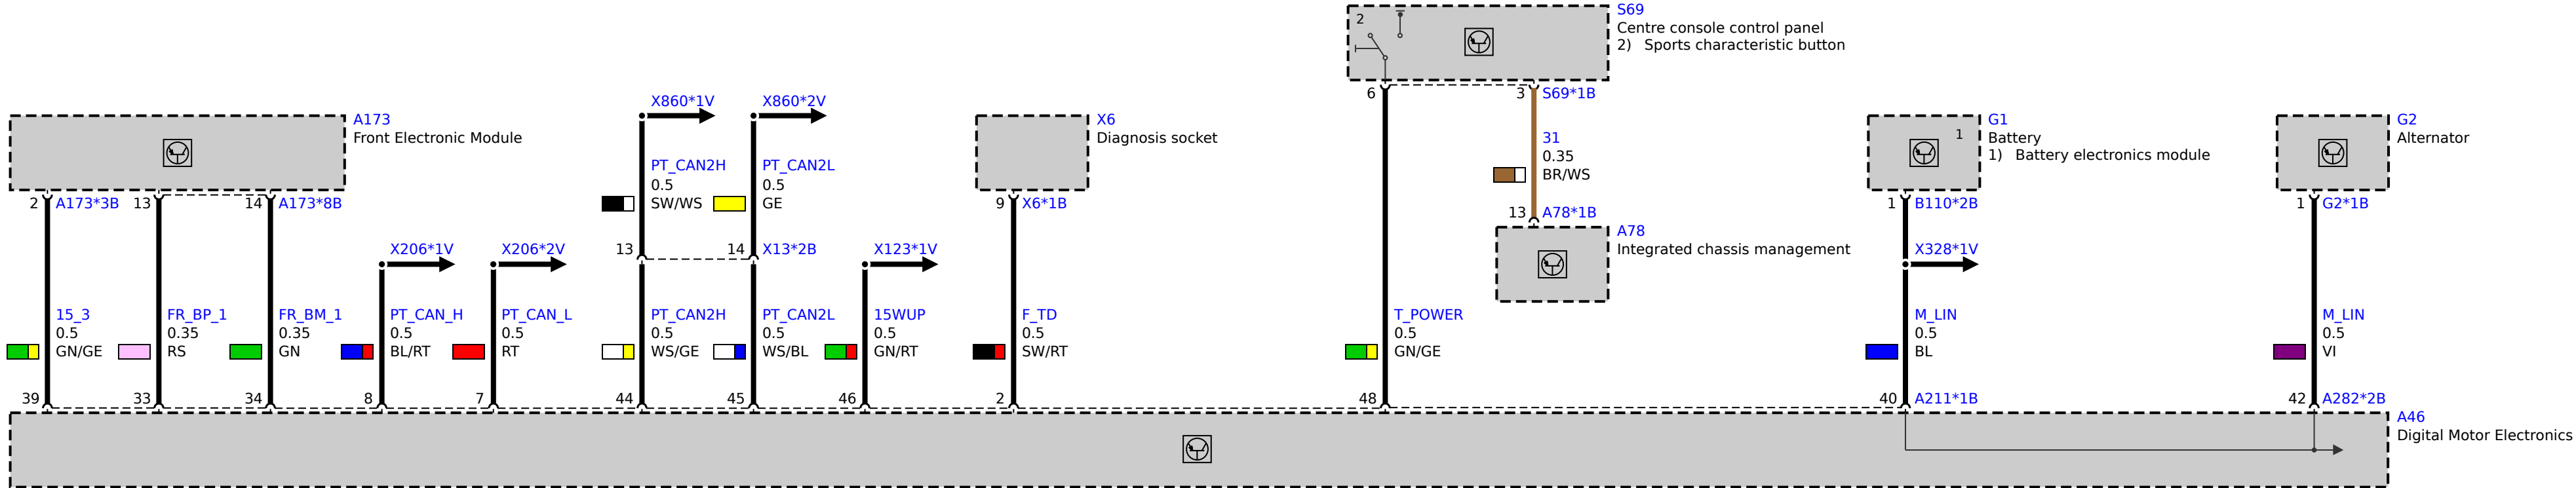 S69
2
Centre console control panel
2) Sports characteristic button
6
3
S69*1B
X860*1V
X860*2V
A173
Front Electronic Module
X6
Diagnosis socket
G1
1
Battery
1) Battery electronics module
G2
Alternator
31
0.35
BR/WS
PT_CAN2H
0.5
SW/WS
PT_CAN2L
0.5
GE
2
A173*3B
13
14
A173*8B
9
X6*1B
13
A78*1B
1
B110*2B
1
G2*1B
A78
Integrated chassis management
X206*1V
X206*2V
13
14
X13*2B
X123*1V
X328*1V
15_3
0.5
GN/GE
FR_BP_1
0.35
RS
FR_BM_1
0.35
GN
PT_CAN_H
0.5
BL/RT
PT_CAN_L
0.5
RT
PT_CAN2H
0.5
WS/GE
PT_CAN2L
0.5
WS/BL
15WUP
0.5
GN/RT
F_TD
0.5
SW/RT
T_POWER
0.5
GN/GE
M_LIN
0.5
BL
M_LIN
0.5
VI
39
33
34
8
7
44
45
46
2
48
40
A211*1B
42
A282*2B
A46
Digital Motor Electronics